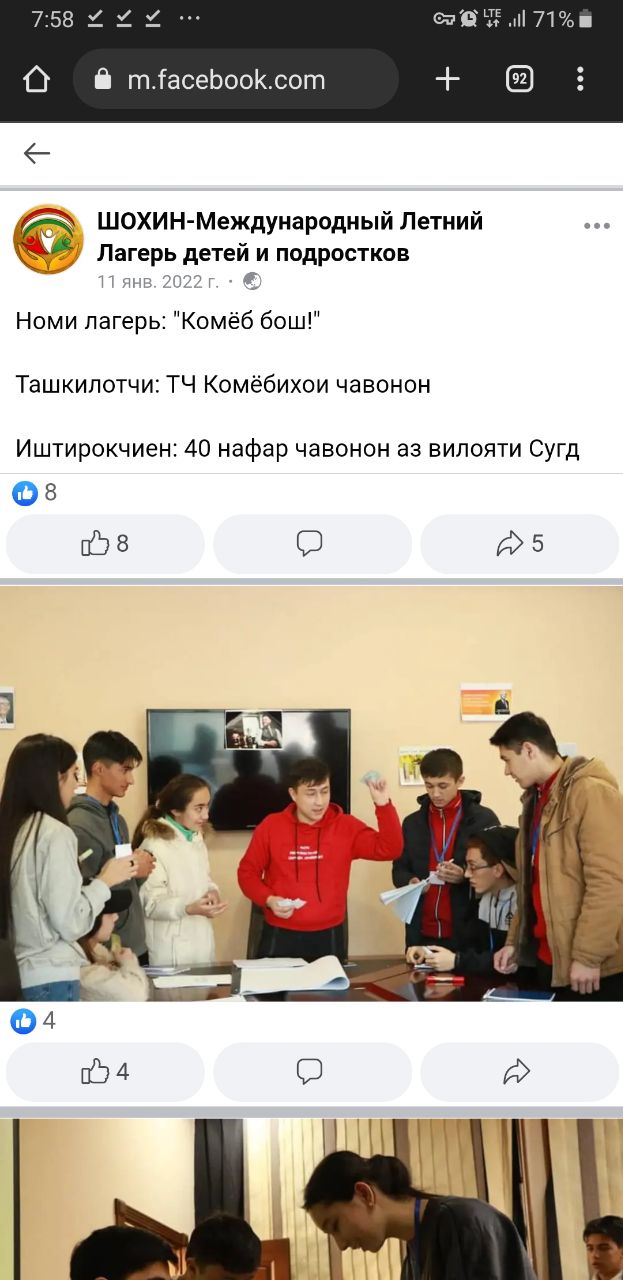 7:58
LTE
71%
m.facebook.com
92
ШОХИН-Международный Летний
Лагерь детей и подростков
11 янв. 2022 г.
Номи лагерь: "Комёб бош!"
Ташкилотчи: ТЧ Комёбихои чавонон
Иштирокчиен: 40 нафар чавонон аз вилояти Сугд
8
8
5
4
4